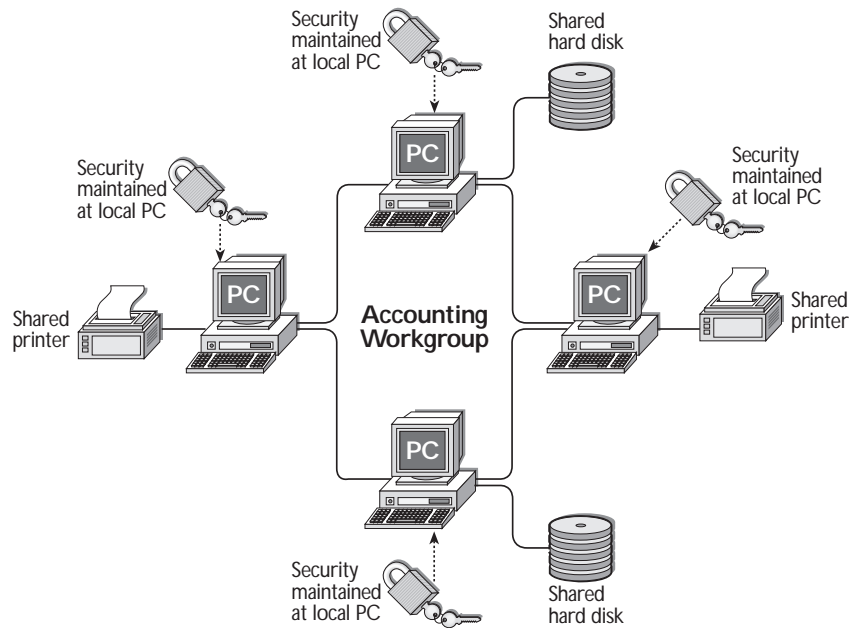 Security
maintained
at local PC
Shared
hard disk
PC
Security
maintained
at local PC
Security
maintained
at local PC
PC
Accounting
Workgroup
PC
Shared
printer
Shared
printer
PC
Security
maintained
at local PC
Shared
hard disk